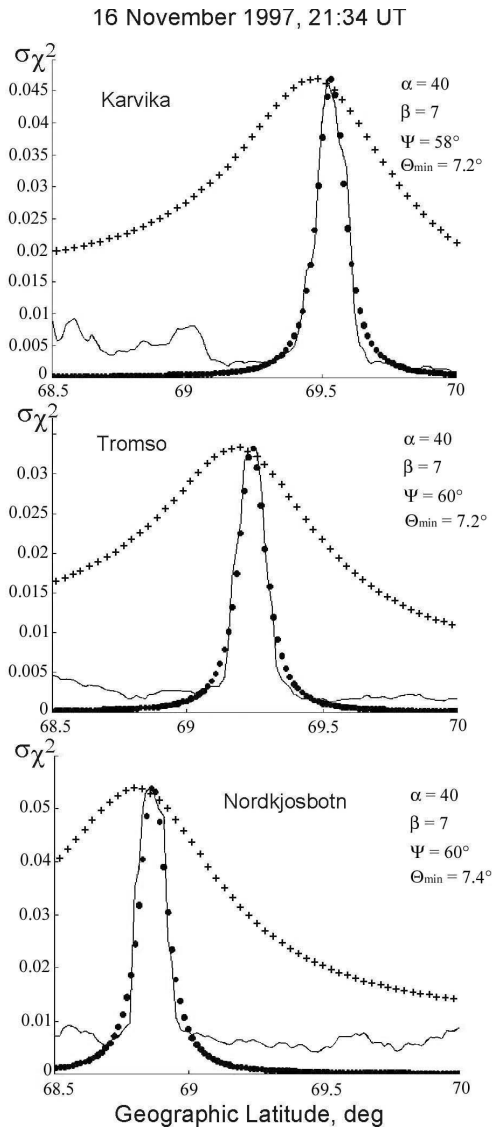 16 November 1997, 21:34 UT
σχ²
0.045
0.04
0.035
0.03
0.025
0.02
0.015
0.01
0.005
0
Karvika
α = 40
β = 7
Ψ = 58°
Θmin = 7.2°
68.5 69 69.5 70
σχ²
0.03
0.025
0.02
0.015
0.01
0.005
0
Tromso
α = 40
β = 7
Ψ = 60°
Θmin = 7.2°
68.5 69 69.5 70
σχ²
0.05
0.04
0.03
0.02
0.01
0
Nordkjosbotn
α = 40
β = 7
Ψ = 60°
Θmin = 7.4°
68.5 69 69.5 70
Geographic Latitude, deg